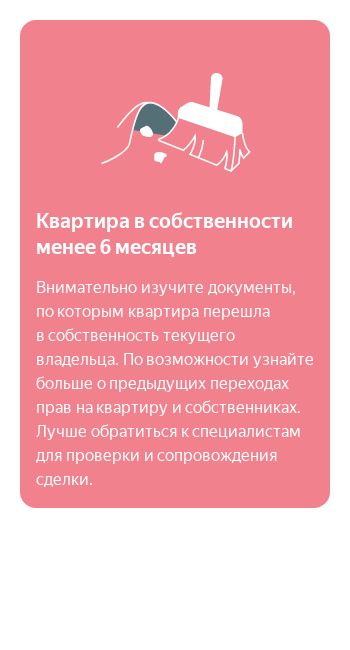 Квартира в собственности
менее 6 месяцев
Внимательно изучите документы,
по которым квартира перешла
в собственность текущего
владельца. По возможности узнайте
больше о предыдущих переходах
прав на квартиру и собственниках.
Лучше обратиться к специалистам
для проверки и сопровождения
сделки.